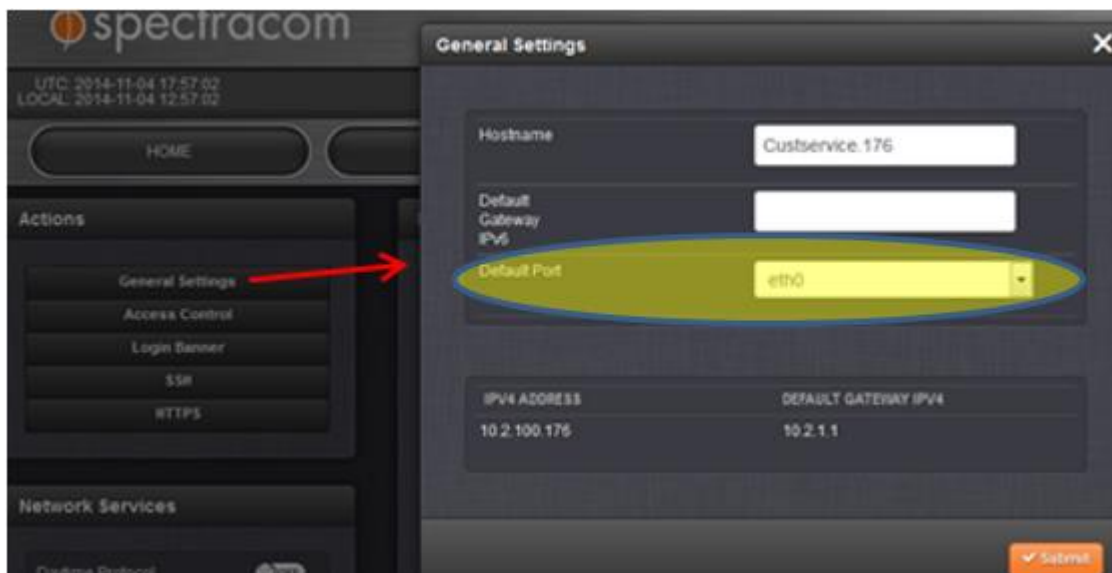 spectracom
UTC: 2014-11-04 17:57:02
LOCAL: 2014-11-04 12:57:02
HOME
Actions
General Settings
Access Control
Login Banner
SSH
HTTPS
Network Services
Daytime Protocol
General Settings
Hostname
Custservice.176
Default
Gateway
IPv6
Default Port
eth0
IPV4 ADDRESS
DEFAULT GATEWAY IPV4
10.2.100.176
10.2.1.1
Submit